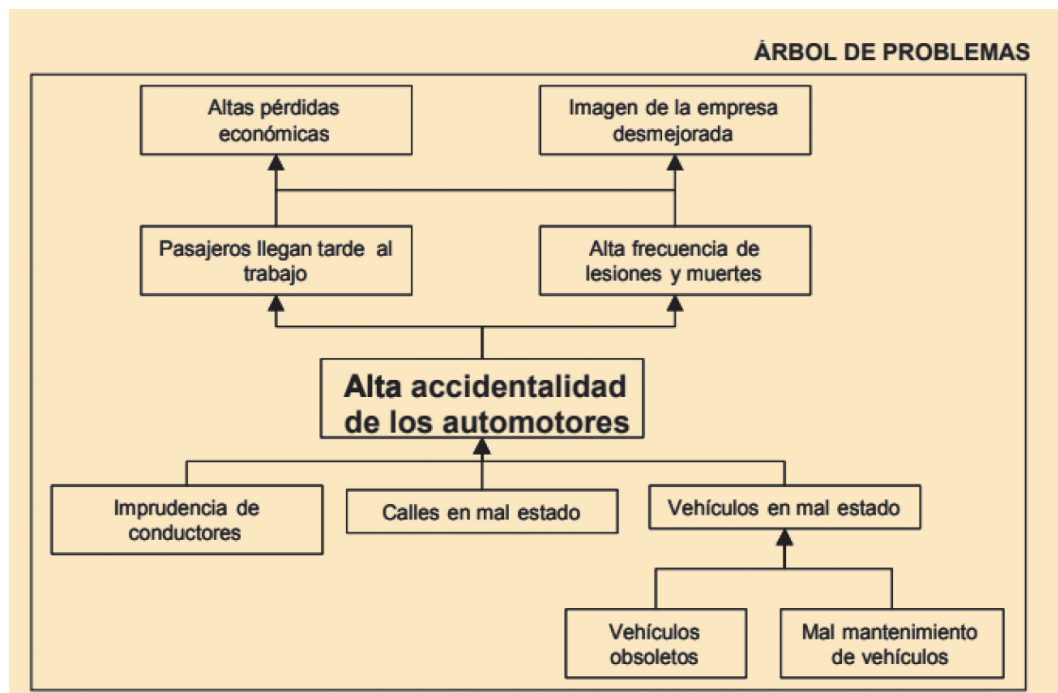 ÁRBOL DE PROBLEMAS
Altas pérdidas
económicas
Imagen de la empresa
desmejorada
Pasajeros llegan tarde al
trabajo
Alta frecuencia de
lesiones y muertes
Alta accidentalidad
de los automotores
Imprudencia de
conductores
Calles en mal estado
Vehículos en mal estado
Vehículos
obsoletos
Mal mantenimiento
de vehículos